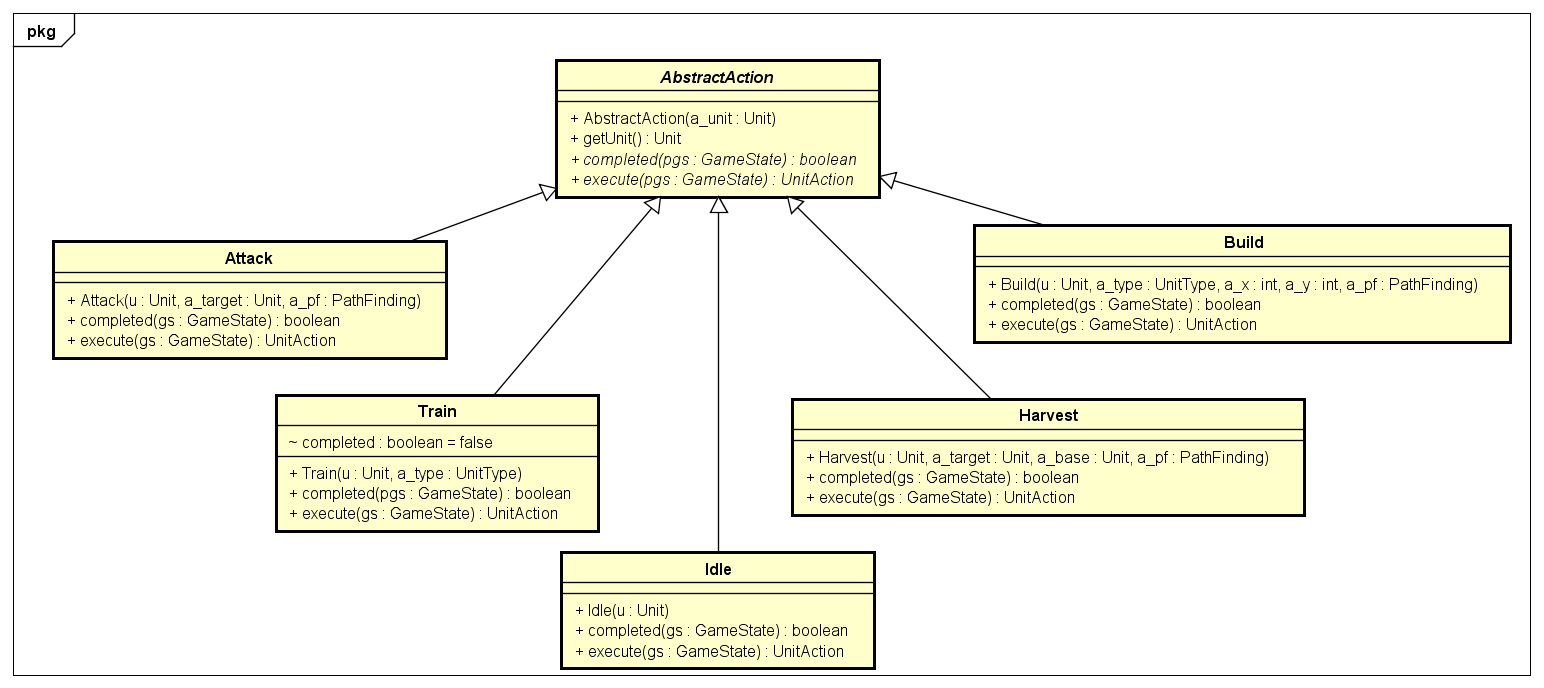 pkg
AbstractAction
+ AbstractAction(a_unit : Unit)
+ getUnit() : Unit
+ completed(pgs : GameState) : boolean
+ execute(pgs : GameState) : UnitAction
Attack
+ Attack(u : Unit, a_target : Unit, a_pf : PathFinding)
+ completed(gs : GameState) : boolean
+ execute(gs : GameState) : UnitAction
Build
+ Build(u : Unit, a_type : UnitType, a_x : int, a_y : int, a_pf : PathFinding)
+ completed(gs : GameState) : boolean
+ execute(gs : GameState) : UnitAction
Train
~ completed : boolean = false
+ Train(u : Unit, a_type : UnitType)
+ completed(pgs : GameState) : boolean
+ execute(gs : GameState) : UnitAction
Harvest
+ Harvest(u : Unit, a_target : Unit, a_base : Unit, a_pf : PathFinding)
+ completed(gs : GameState) : boolean
+ execute(gs : GameState) : UnitAction
Idle
+ Idle(u : Unit)
+ completed(gs : GameState) : boolean
+ execute(gs : GameState) : UnitAction